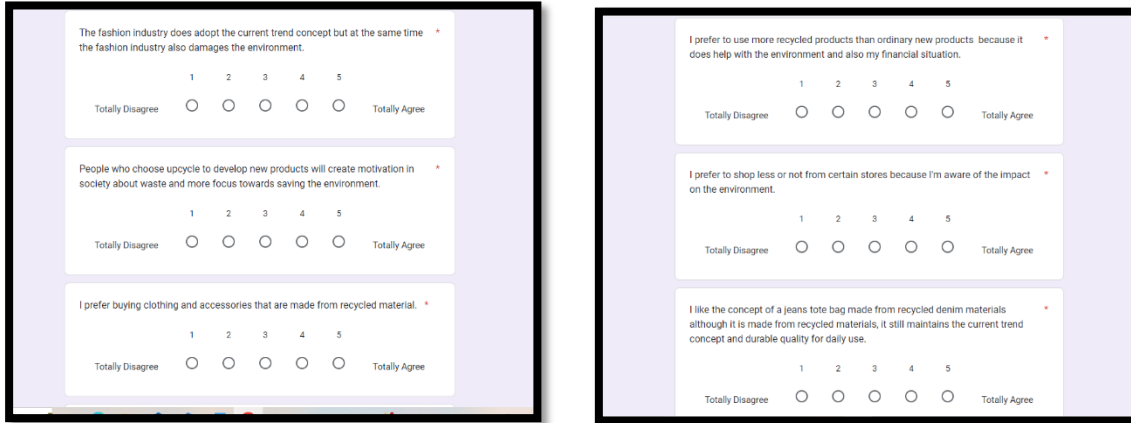 The fashion industry does adopt the current trend concept but at the same time *
the fashion industry also damages the environment.
1 2 3 4 5
Totally Disagree Totally Agree
People who choose upcycle to develop new products will create motivation in *
society about waste and more focus towards saving the environment.
1 2 3 4 5
Totally Disagree Totally Agree
I prefer buying clothing and accessories that are made from recycled material. *
1 2 3 4 5
Totally Disagree Totally Agree
I prefer to use more recycled products than ordinary new products because it *
does help with the environment and also my financial situation.
1 2 3 4 5
Totally Disagree Totally Agree
I prefer to shop less or not from certain stores because I'm aware of the impact *
on the environment.
1 2 3 4 5
Totally Disagree Totally Agree
I like the concept of a jeans tote bag made from recycled denim materials *
although it is made from recycled materials, it still maintains the current trend
concept and durable quality for daily use.
1 2 3 4 5
Totally Disagree Totally Agree